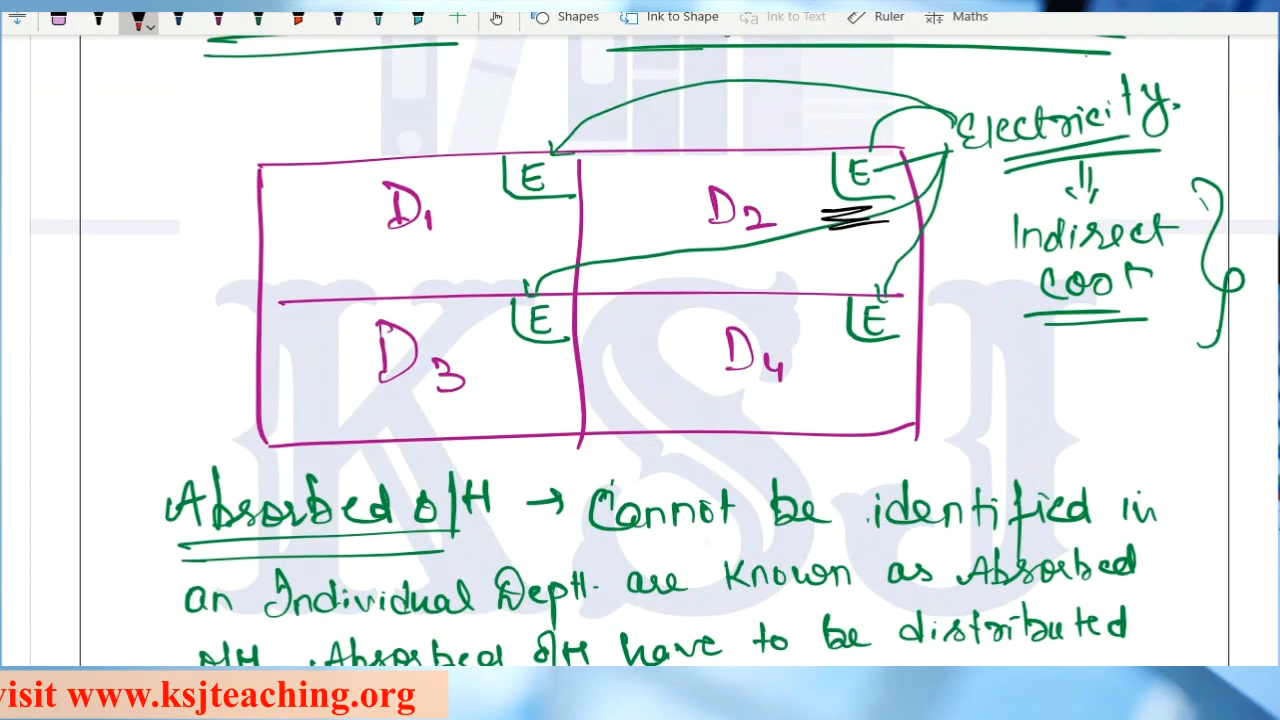 Shapes Ink to Shape Ink to Text Ruler Maths
Electricity.
E E
D1 D2
Indirect
cost
E E
D3 D4
KSJ
Absorbed O/H → Cannot be identified in
an Individual Deptt. are known as Absorbed
O/H. Absorbed O/H have to be distributed
visit www.ksjteaching.org